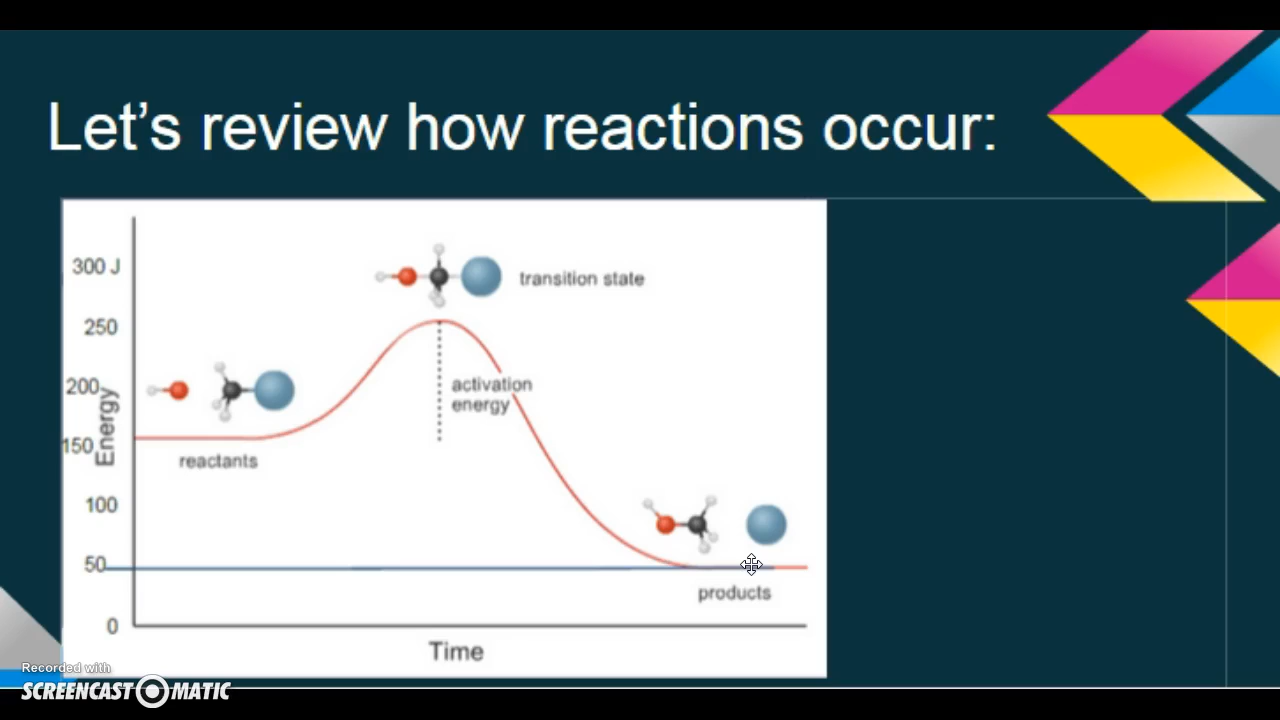 Let's review how reactions occur:
300 J
transition state
250
activation
energy
200
Energy
150
reactants
100
50
products
0
Time
Recorded with
SCREENCAST MATIC